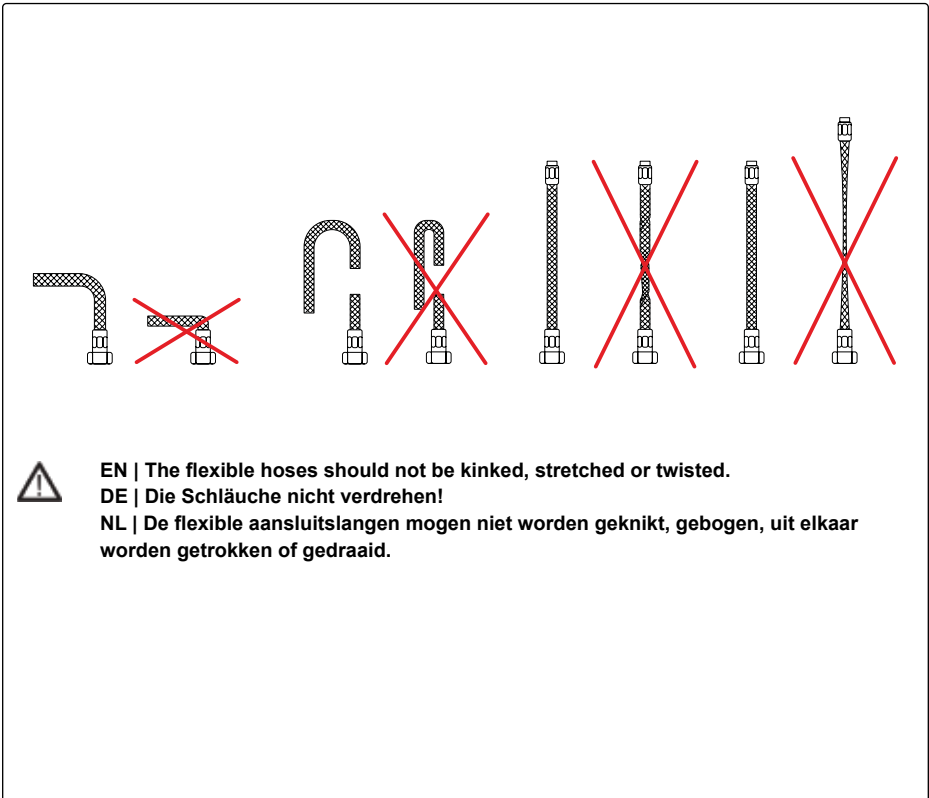 EN | The flexible hoses should not be kinked, stretched or twisted.
DE | Die Schläuche nicht verdrehen!
NL | De flexible aansluitslangen mogen niet worden geknikt, gebogen, uit elkaar
worden getrokken of gedraaid.